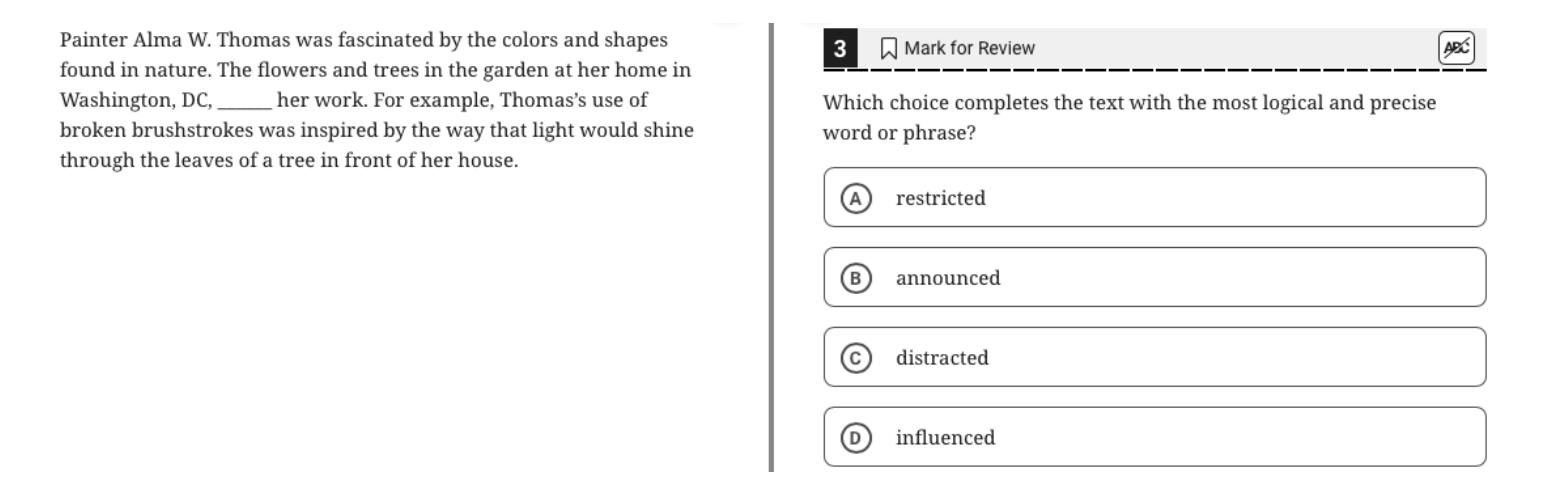 Painter Alma W. Thomas was fascinated by the colors and shapes
found in nature. The flowers and trees in the garden at her home in
Washington, DC, ______ her work. For example, Thomas’s use of
broken brushstrokes was inspired by the way that light would shine
through the leaves of a tree in front of her house.
3 Mark for Review ABC
Which choice completes the text with the most logical and precise
word or phrase?
A restricted
B announced
C distracted
D influenced